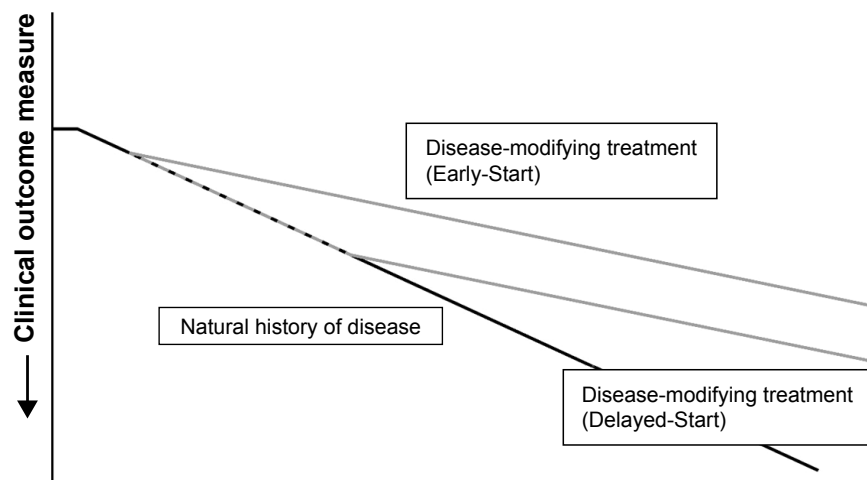 Clinical outcome measure
Disease-modifying treatment
(Early-Start)
Natural history of disease
Disease-modifying treatment
(Delayed-Start)